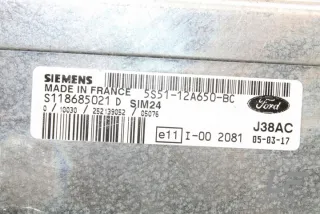 SIEMENS
MADE IN FRANCE 5S51-12A650-BC
S118685021 D SIM24
0 / 10030 / 252139052 / 05076
Ford
J38AC
e11 I-00 2081 05-03-17